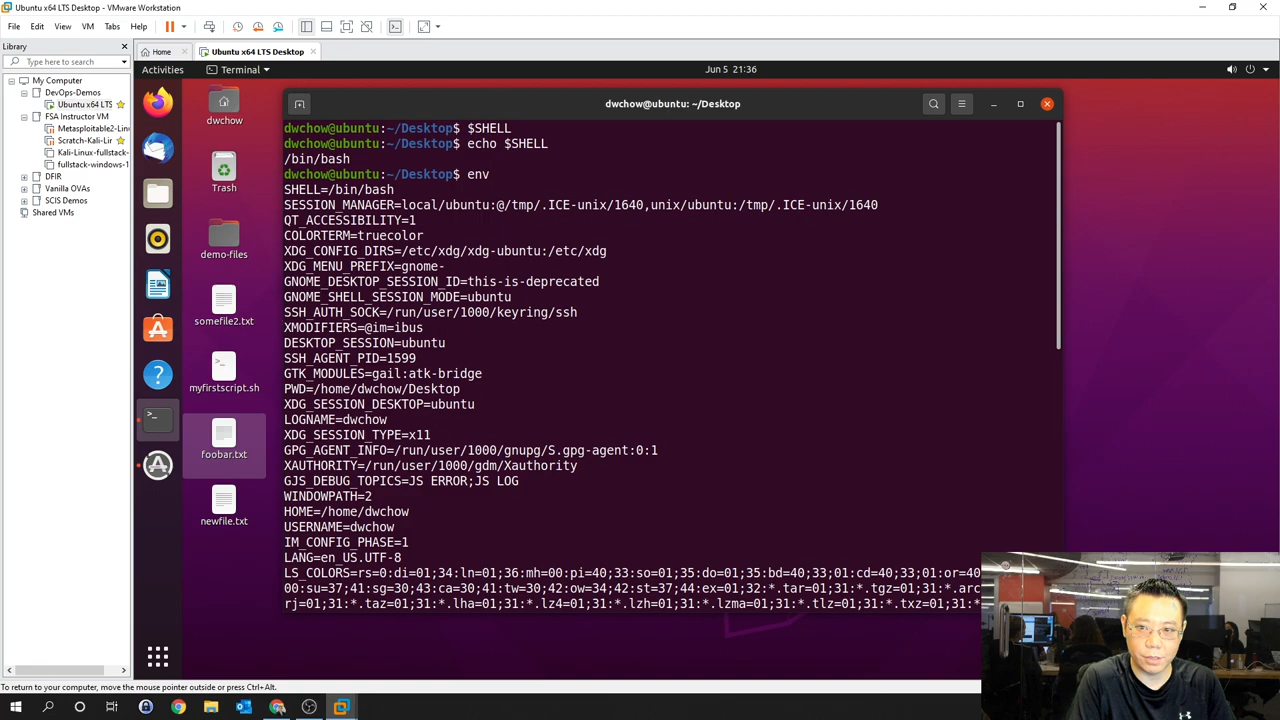 Ubuntu x64 LTS Desktop - VMware Workstation
File Edit View VM Tabs Help
Library
Type here to search
My Computer
DevOps-Demos
Ubuntu x64 LTS
FSA Instructor VM
Metasploitable2-Linu
Scratch-Kali-Lir
Kali-Linux-fullstack-
fullstack-windows-1
DFIR
Vanilla OVAs
SCIS Demos
Shared VMs
Home
Ubuntu x64 LTS Desktop
Activities
Terminal
Jun 5 21:36
dwchow
Trash
demo-files
somefile2.txt
myfirstscript.sh
foobar.txt
newfile.txt
dwchow@ubuntu: ~/Desktop
dwchow@ubuntu:~/Desktop$ $SHELL
dwchow@ubuntu:~/Desktop$ echo $SHELL
/bin/bash
dwchow@ubuntu:~/Desktop$ env
SHELL=/bin/bash
SESSION_MANAGER=local/ubuntu:@/tmp/.ICE-unix/1640,unix/ubuntu:/tmp/.ICE-unix/1640
QT_ACCESSIBILITY=1
COLORTERM=truecolor
XDG_CONFIG_DIRS=/etc/xdg/xdg-ubuntu:/etc/xdg
XDG_MENU_PREFIX=gnome-
GNOME_DESKTOP_SESSION_ID=this-is-deprecated
GNOME_SHELL_SESSION_MODE=ubuntu
SSH_AUTH_SOCK=/run/user/1000/keyring/ssh
XMODIFIERS=@im=ibus
DESKTOP_SESSION=ubuntu
SSH_AGENT_PID=1599
GTK_MODULES=gail:atk-bridge
PWD=/home/dwchow/Desktop
XDG_SESSION_DESKTOP=ubuntu
LOGNAME=dwchow
XDG_SESSION_TYPE=x11
GPG_AGENT_INFO=/run/user/1000/gnupg/S.gpg-agent:0:1
XAUTHORITY=/run/user/1000/gdm/Xauthority
GJS_DEBUG_TOPICS=JS ERROR;JS LOG
WINDOWPATH=2
HOME=/home/dwchow
USERNAME=dwchow
IM_CONFIG_PHASE=1
LANG=en_US.UTF-8
LS_COLORS=rs=0:di=01;34:ln=01;36:mh=00:pi=40;33:so=01;35:do=01;35:bd=40;33;01:cd=40;33;01:or=40
00:su=37;41:sg=30;43:ca=30;41:tw=30;42:ow=34;42:st=37;44:ex=01;32:*.tar=01;31:*.tgz=01;31:*.arc
rj=01;31:*.taz=01;31:*.lha=01;31:*.lz4=01;31:*.lzh=01;31:*.lzma=01;31:*.tlz=01;31:*.txz=01;31:*
To return to your computer, move the mouse pointer outside or press Ctrl+Alt.